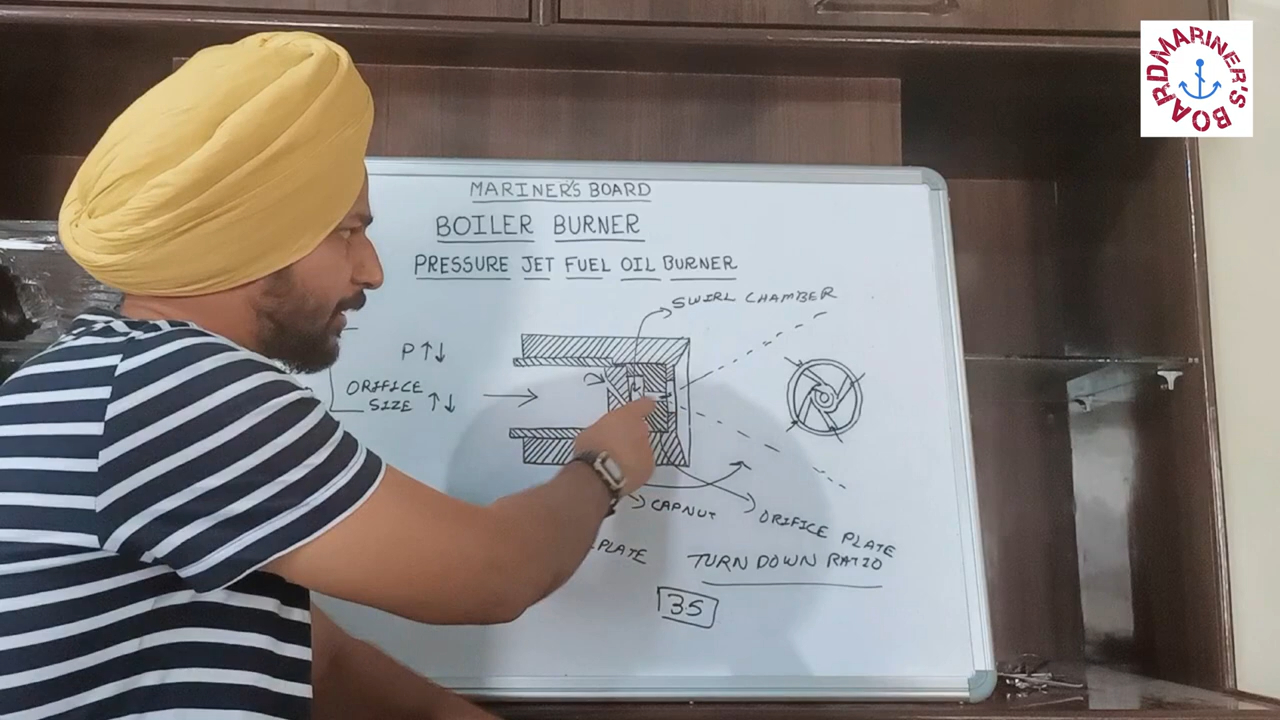 MARINER'S BOARD
MARINER'S BOARD
BOILER BURNER
PRESSURE JET FUEL OIL BURNER
SWIRL CHAMBER
P ↑↓
ORIFICE
SIZE ↑↓
CAPNUT
ORIFICE PLATE
PLATE
TURN DOWN RATIO